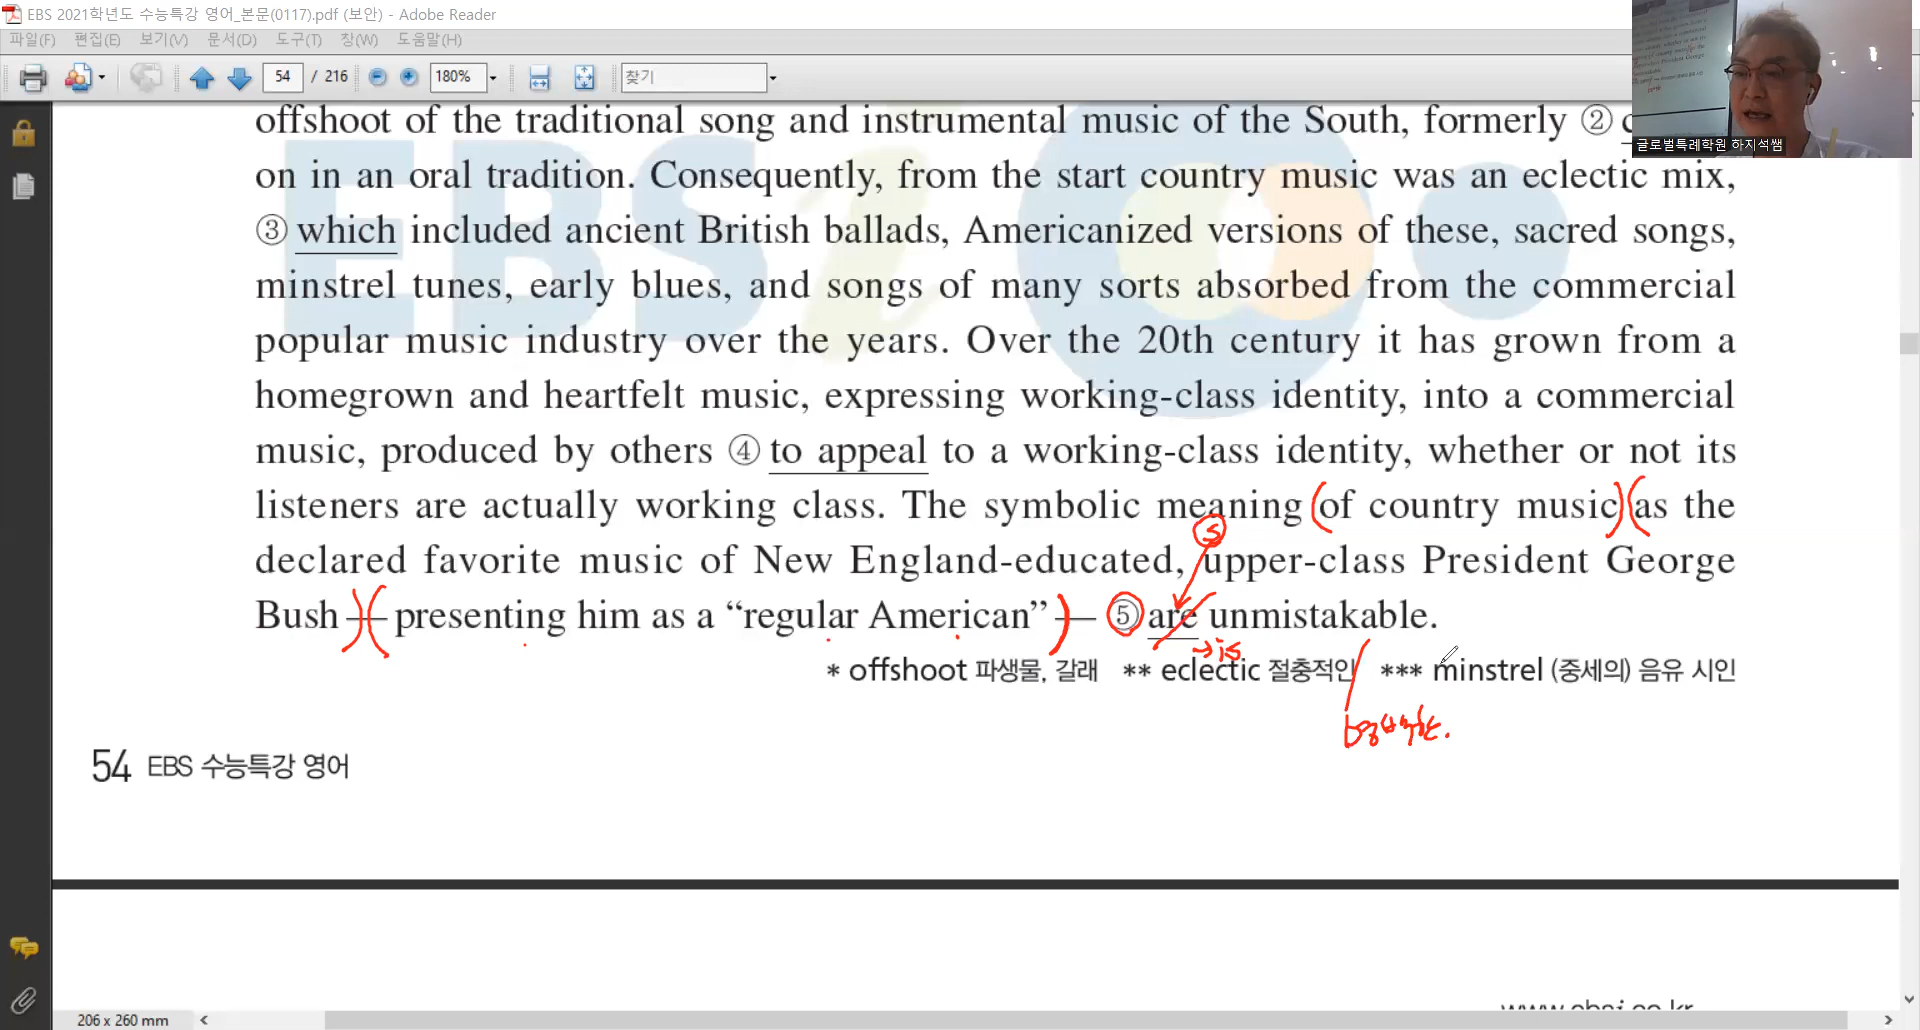 EBS 2021학년도 수능특강 영어_본문(0117).pdf (보안) - Adobe Reader
파일(F) 편집(E) 보기(V) 문서(D) 도구(T) 창(W) 도움말(H)
54 / 216 180% 찾기
글로벌특례학원 하지석쌤
offshoot of the traditional song and instrumental music of the South, formerly ②
on in an oral tradition. Consequently, from the start country music was an eclectic mix,
③ which included ancient British ballads, Americanized versions of these, sacred songs,
minstrel tunes, early blues, and songs of many sorts absorbed from the commercial
popular music industry over the years. Over the 20th century it has grown from a
homegrown and heartfelt music, expressing working-class identity, into a commercial
music, produced by others ④ to appeal to a working-class identity, whether or not its
listeners are actually working class. The symbolic meaning (of country music) (as the
S
declared favorite music of New England-educated, upper-class President George
Bush)(— presenting him as a “regular American”)— ⑤ are unmistakable.
→is
* offshoot 파생물, 갈래 ** eclectic 절충적인 *** minstrel (중세의) 음유 시인
54 EBS 수능특강 영어
EBSi
206 x 260 mm